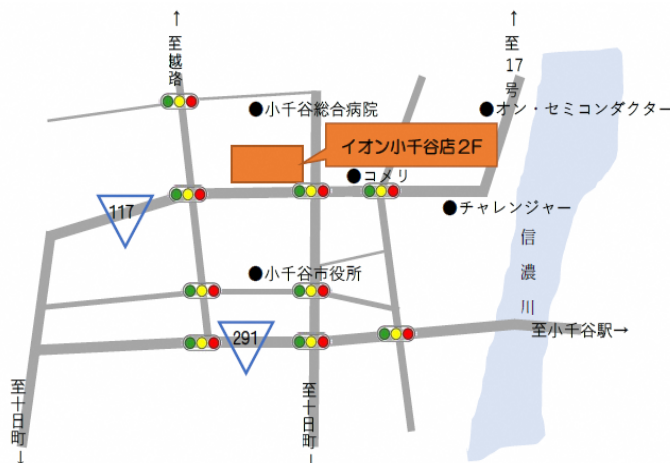 ↑至越路
↑至17号
●小千谷総合病院
●オン・セミコンダクター
イオン小千谷店2F
●コメリ
117
●チャレンジャー
信濃川
●小千谷市役所
291
至小千谷駅→
至十日町↓
至十日町↓